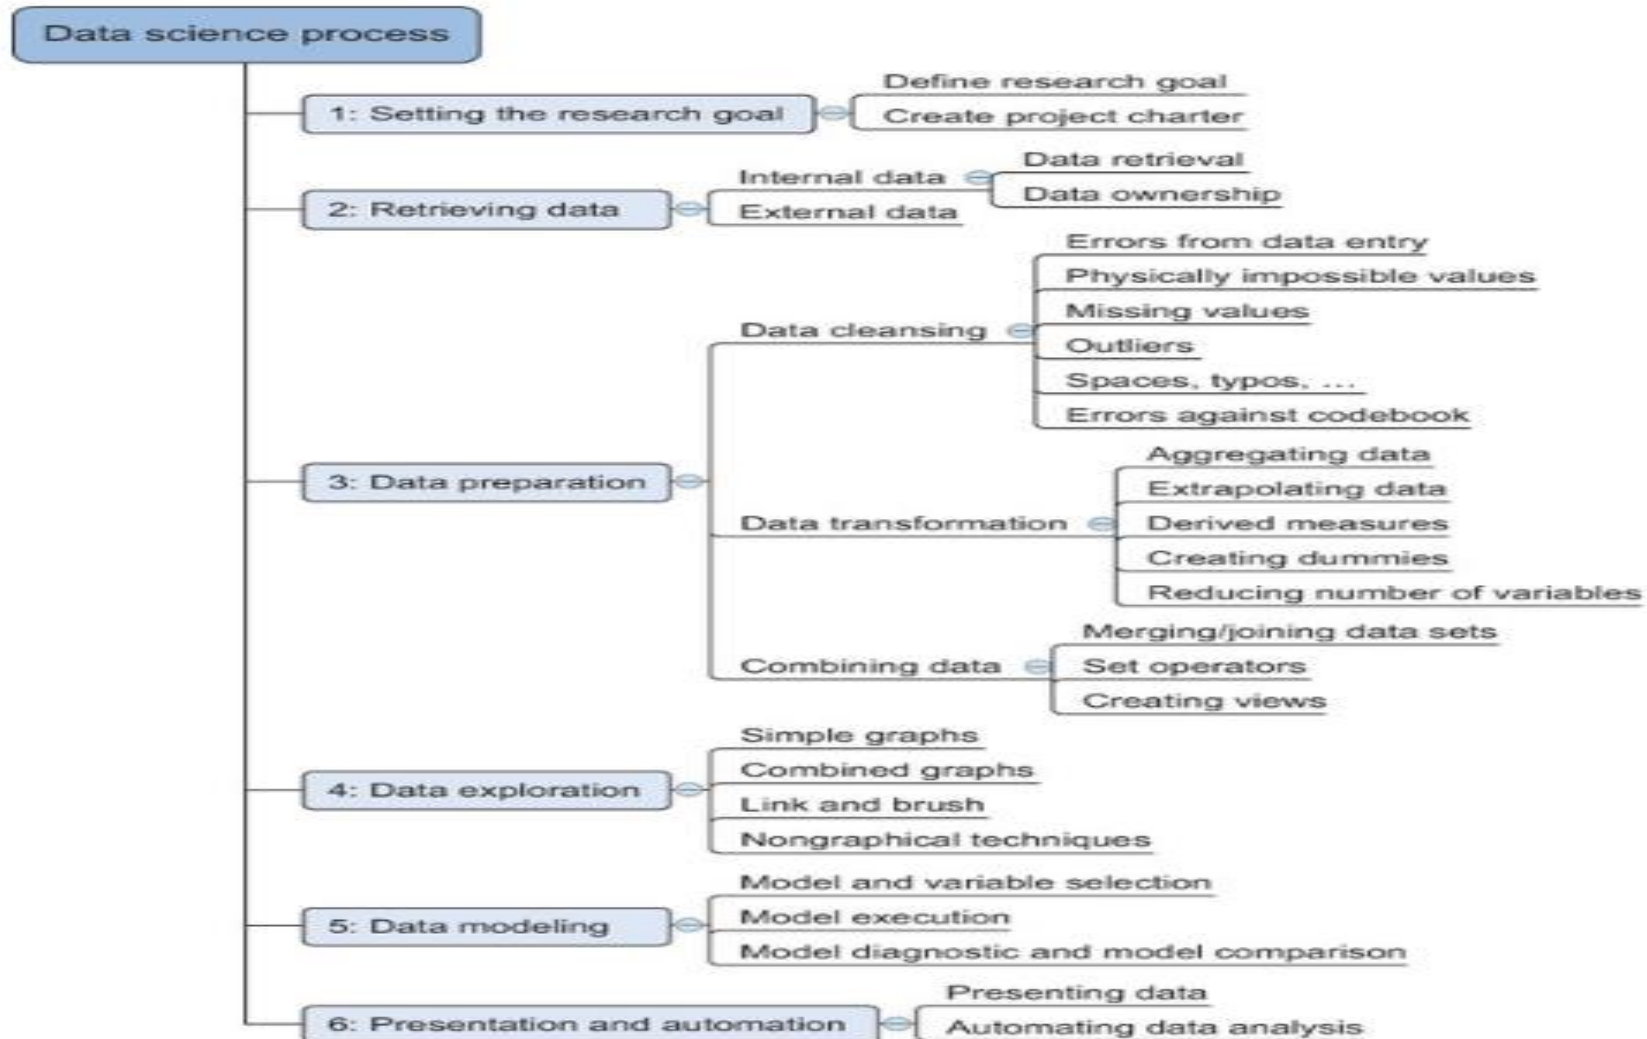 Data science process
1: Setting the research goal
Define research goal
Create project charter
2: Retrieving data
Internal data
Data retrieval
Data ownership
External data
3: Data preparation
Data cleansing
Errors from data entry
Physically impossible values
Missing values
Outliers
Spaces, typos, ...
Errors against codebook
Data transformation
Aggregating data
Extrapolating data
Derived measures
Creating dummies
Reducing number of variables
Combining data
Merging/joining data sets
Set operators
Creating views
4: Data exploration
Simple graphs
Combined graphs
Link and brush
Nongraphical techniques
5: Data modeling
Model and variable selection
Model execution
Model diagnostic and model comparison
6: Presentation and automation
Presenting data
Automating data analysis